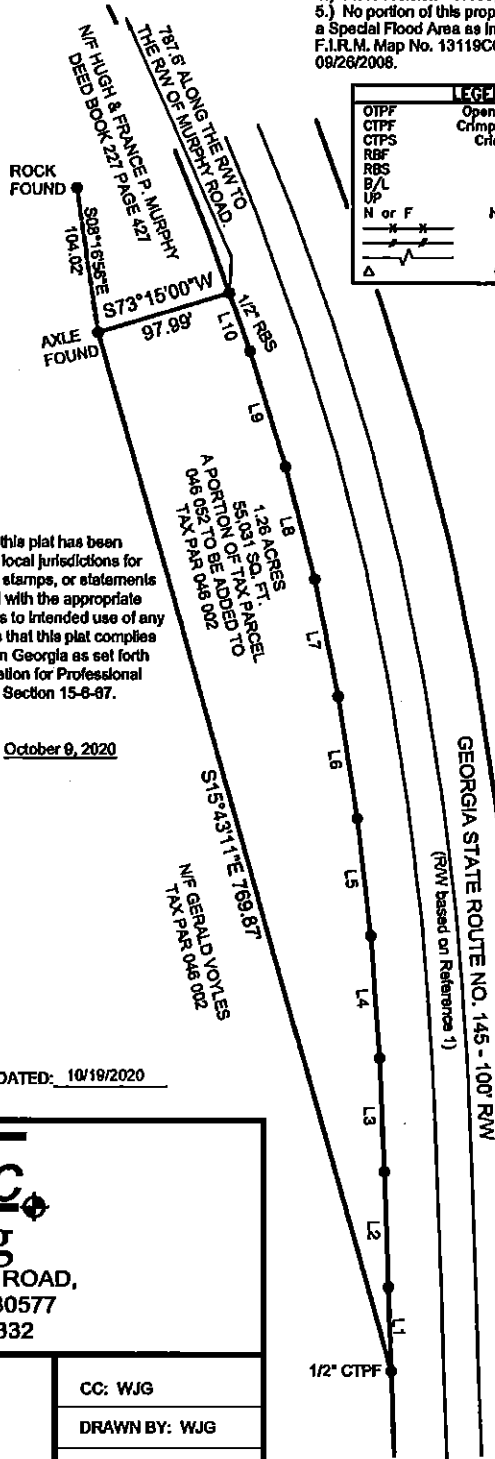 5.) No portion of this prop
a Special Flood Area as in
F.I.R.M. Map No. 13119C
09/26/2008.
LEGE
OTPF Open
CTPF Crimp
CTPS Cri
RBF
RBS
B/L
UP
N or F
787.5' ALONG THE R/W TO
THE R/W OF MURPHY ROAD.
N/F HUGH & FRANCE P. MURPHY
DEED BOOK 227 PAGE 427
ROCK
FOUND
S08°16'56"E
104.02'
S73°15'00"W
97.99'
1/2" RBS
AXLE
FOUND
L10
L9
L8
1.26 ACRES
55,031 SQ. FT.
A PORTION OF TAX PARCEL
046 052 TO BE ADDED TO
TAX PAR 046 002
L7
L6
L5
L4
L3
L2
L1
this plat has been
local jurisdictions for
stamps, or statements
with the appropriate
s to intended use of any
s that this plat complies
n Georgia as set forth
ation for Professional
Section 15-6-67.
October 9, 2020
S15°43'11"E 769.87'
N/F GERALD VOYLES
TAX PAR 046 002
GEORGIA STATE ROUTE NO. 145 - 100' R/W
(R/W based on Reference 1)
DATED: 10/19/2020
C
g
ROAD,
30577
332
1/2" CTPF
CC: WJG
DRAWN BY: WJG